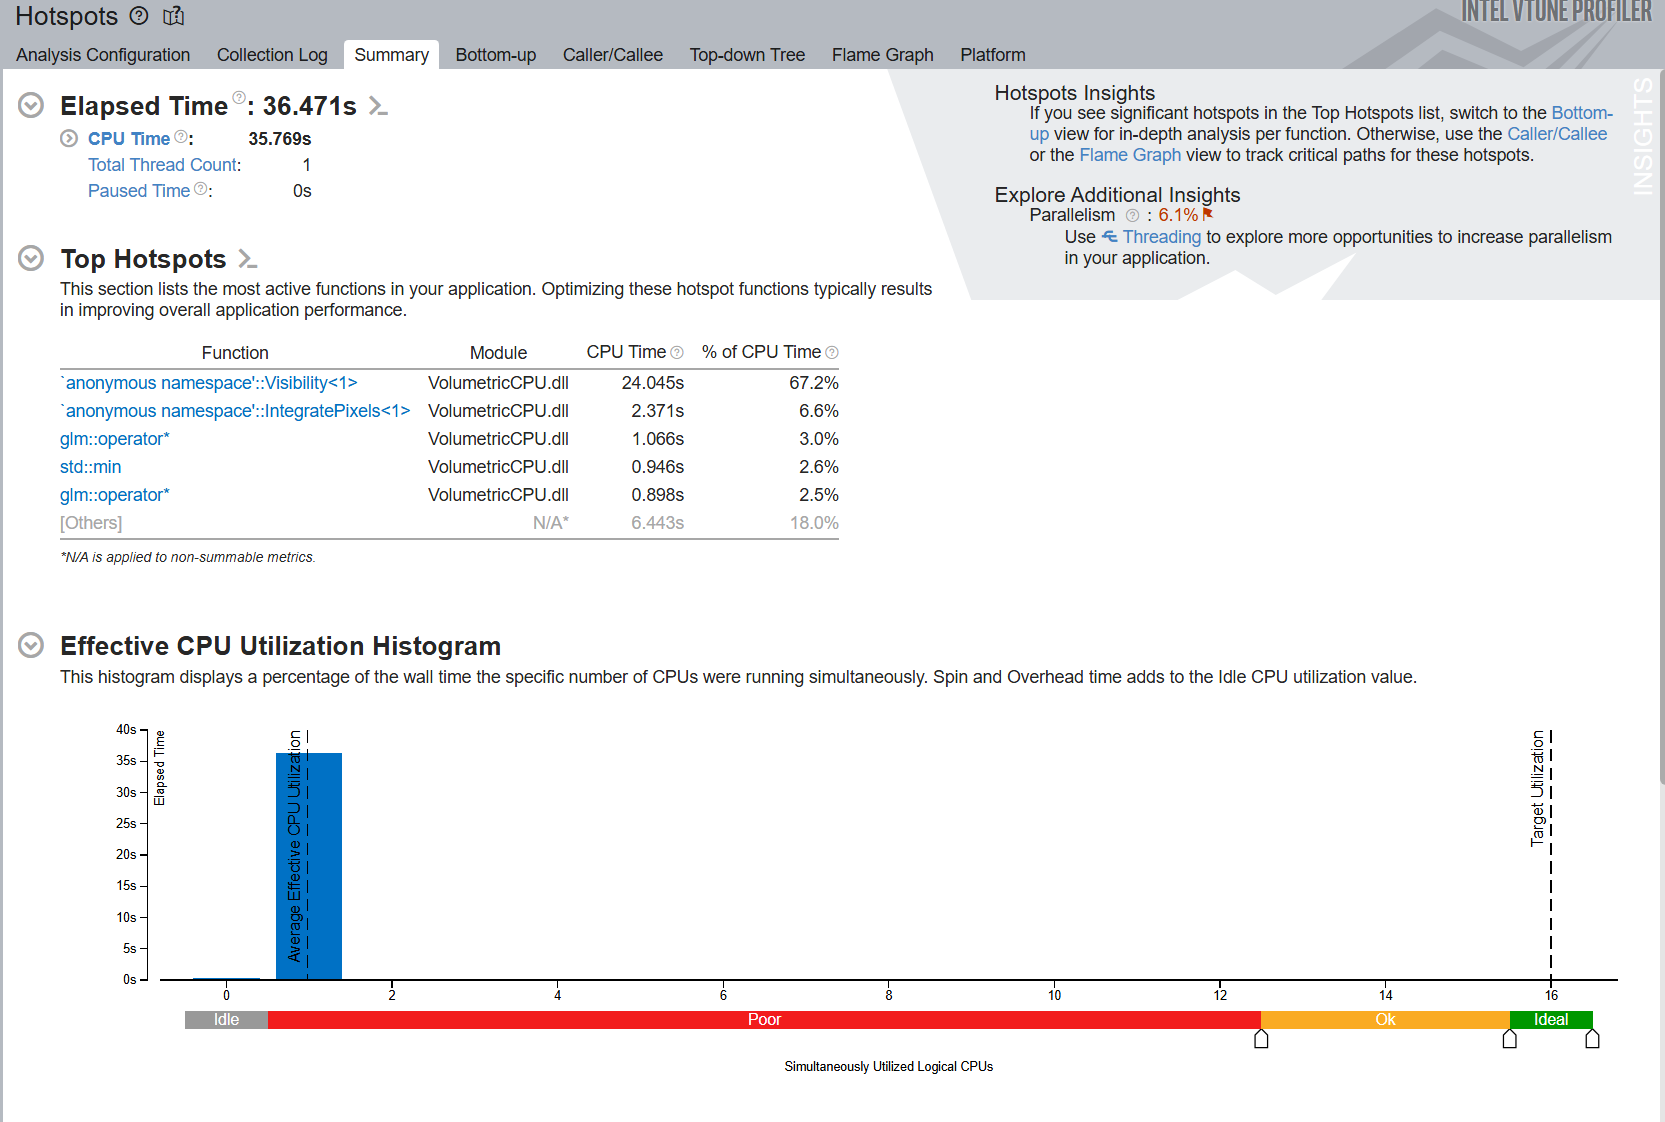 Hotspots
INTEL VTUNE PROFILER
Analysis Configuration Collection Log Summary Bottom-up Caller/Callee Top-down Tree Flame Graph Platform
Elapsed Time ? : 36.471s
CPU Time ? : 35.769s
Total Thread Count: 1
Paused Time ? : 0s
Hotspots Insights
If you see significant hotspots in the Top Hotspots list, switch to the Bottom-
up view for in-depth analysis per function. Otherwise, use the Caller/Callee
or the Flame Graph view to track critical paths for these hotspots.
Explore Additional Insights
Parallelism ? : 6.1%
Use Threading to explore more opportunities to increase parallelism
in your application.
INSIGHTS
Top Hotspots
This section lists the most active functions in your application. Optimizing these hotspot functions typically results
in improving overall application performance.
Function Module CPU Time ? % of CPU Time ?
`anonymous namespace'::Visibility<1> VolumetricCPU.dll 24.045s 67.2%
`anonymous namespace'::IntegratePixels<1> VolumetricCPU.dll 2.371s 6.6%
glm::operator* VolumetricCPU.dll 1.066s 3.0%
std::min VolumetricCPU.dll 0.946s 2.6%
glm::operator* VolumetricCPU.dll 0.898s 2.5%
[Others] N/A* 6.443s 18.0%
*N/A is applied to non-summable metrics.
Effective CPU Utilization Histogram
This histogram displays a percentage of the wall time the specific number of CPUs were running simultaneously. Spin and Overhead time adds to the Idle CPU utilization value.
40s
35s
30s
25s
20s
15s
10s
5s
0s
Elapsed Time
Average Effective CPU Utilization
Target Utilization
0 2 4 6 8 10 12 14 16
Idle Poor Ok Ideal
Simultaneously Utilized Logical CPUs